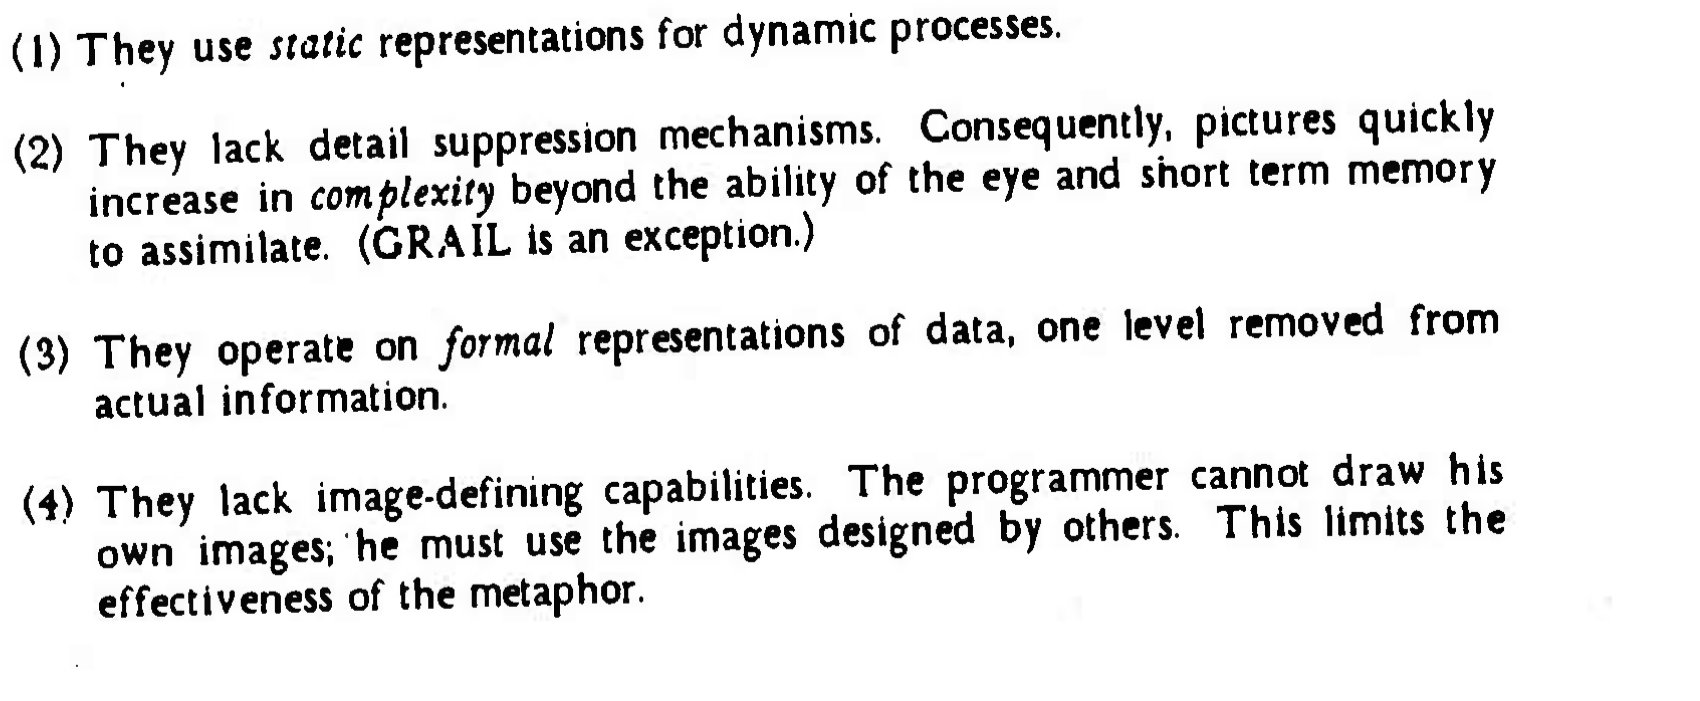 (1) They use static representations for dynamic processes.
(2) They lack detail suppression mechanisms. Consequently, pictures quickly
increase in complexity beyond the ability of the eye and short term memory
to assimilate. (GRAIL is an exception.)
(3) They operate on formal representations of data, one level removed from
actual information.
(4) They lack image-defining capabilities. The programmer cannot draw his
own images; he must use the images designed by others. This limits the
effectiveness of the metaphor.